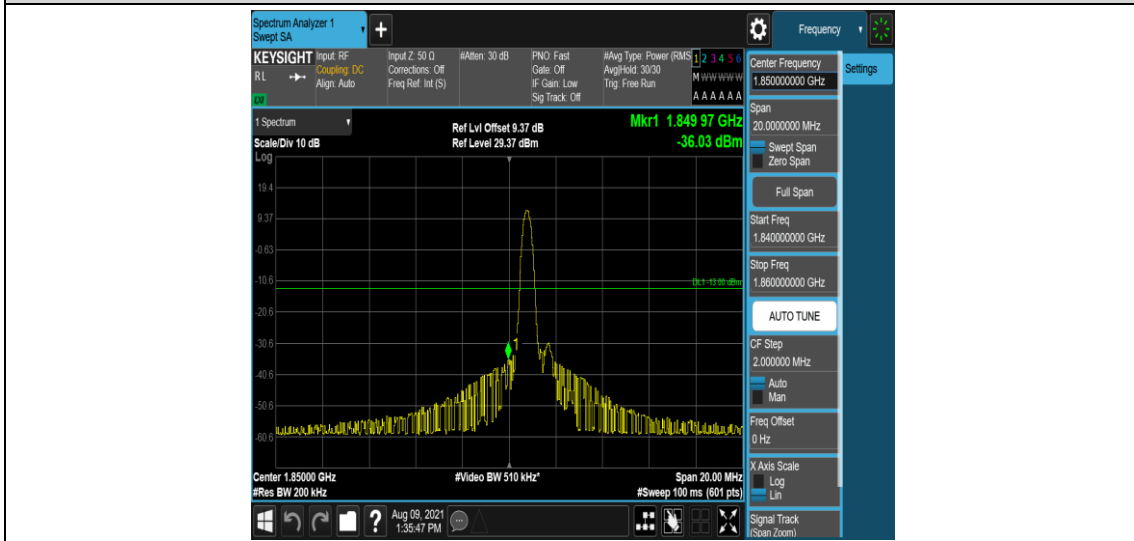 Spectrum Analyzer 1
Swept SA
+
Frequency
KEYSIGHT
RL
LXI
Input: RF
Coupling: DC
Align: Auto
Input Z: 50 Ω
Corrections: Off
Freq Ref: Int (S)
#Atten: 30 dB
PNO: Fast
Gate: Off
IF Gain: Low
Sig Track: Off
#Avg Type: Power (RMS
Avg|Hold: 30/30
Trig: Free Run
1 2 3 4 5 6
M W W W W W
A A A A A A
Center Frequency
1.850000000 GHz
Settings
Span
20.0000000 MHz
Swept Span
Zero Span
Full Span
Start Freq
1.840000000 GHz
Stop Freq
1.860000000 GHz
AUTO TUNE
CF Step
2.000000 MHz
Auto
Man
Freq Offset
0 Hz
X Axis Scale
Log
Lin
Signal Track
(Span Zoom)
1 Spectrum
Scale/Div 10 dB
Log
Ref Lvl Offset 9.37 dB
Ref Level 29.37 dBm
Mkr1 1.849 97 GHz
-36.03 dBm
19.4
9.37
-0.63
-10.6
DL1 -13.00 dBm
-20.6
-30.6
1
-40.6
-50.6
-60.6
Center 1.85000 GHz
#Video BW 510 kHz*
Span 20.00 MHz
#Res BW 200 kHz
#Sweep 100 ms (601 pts)
?
Aug 09, 2021
1:35:47 PM